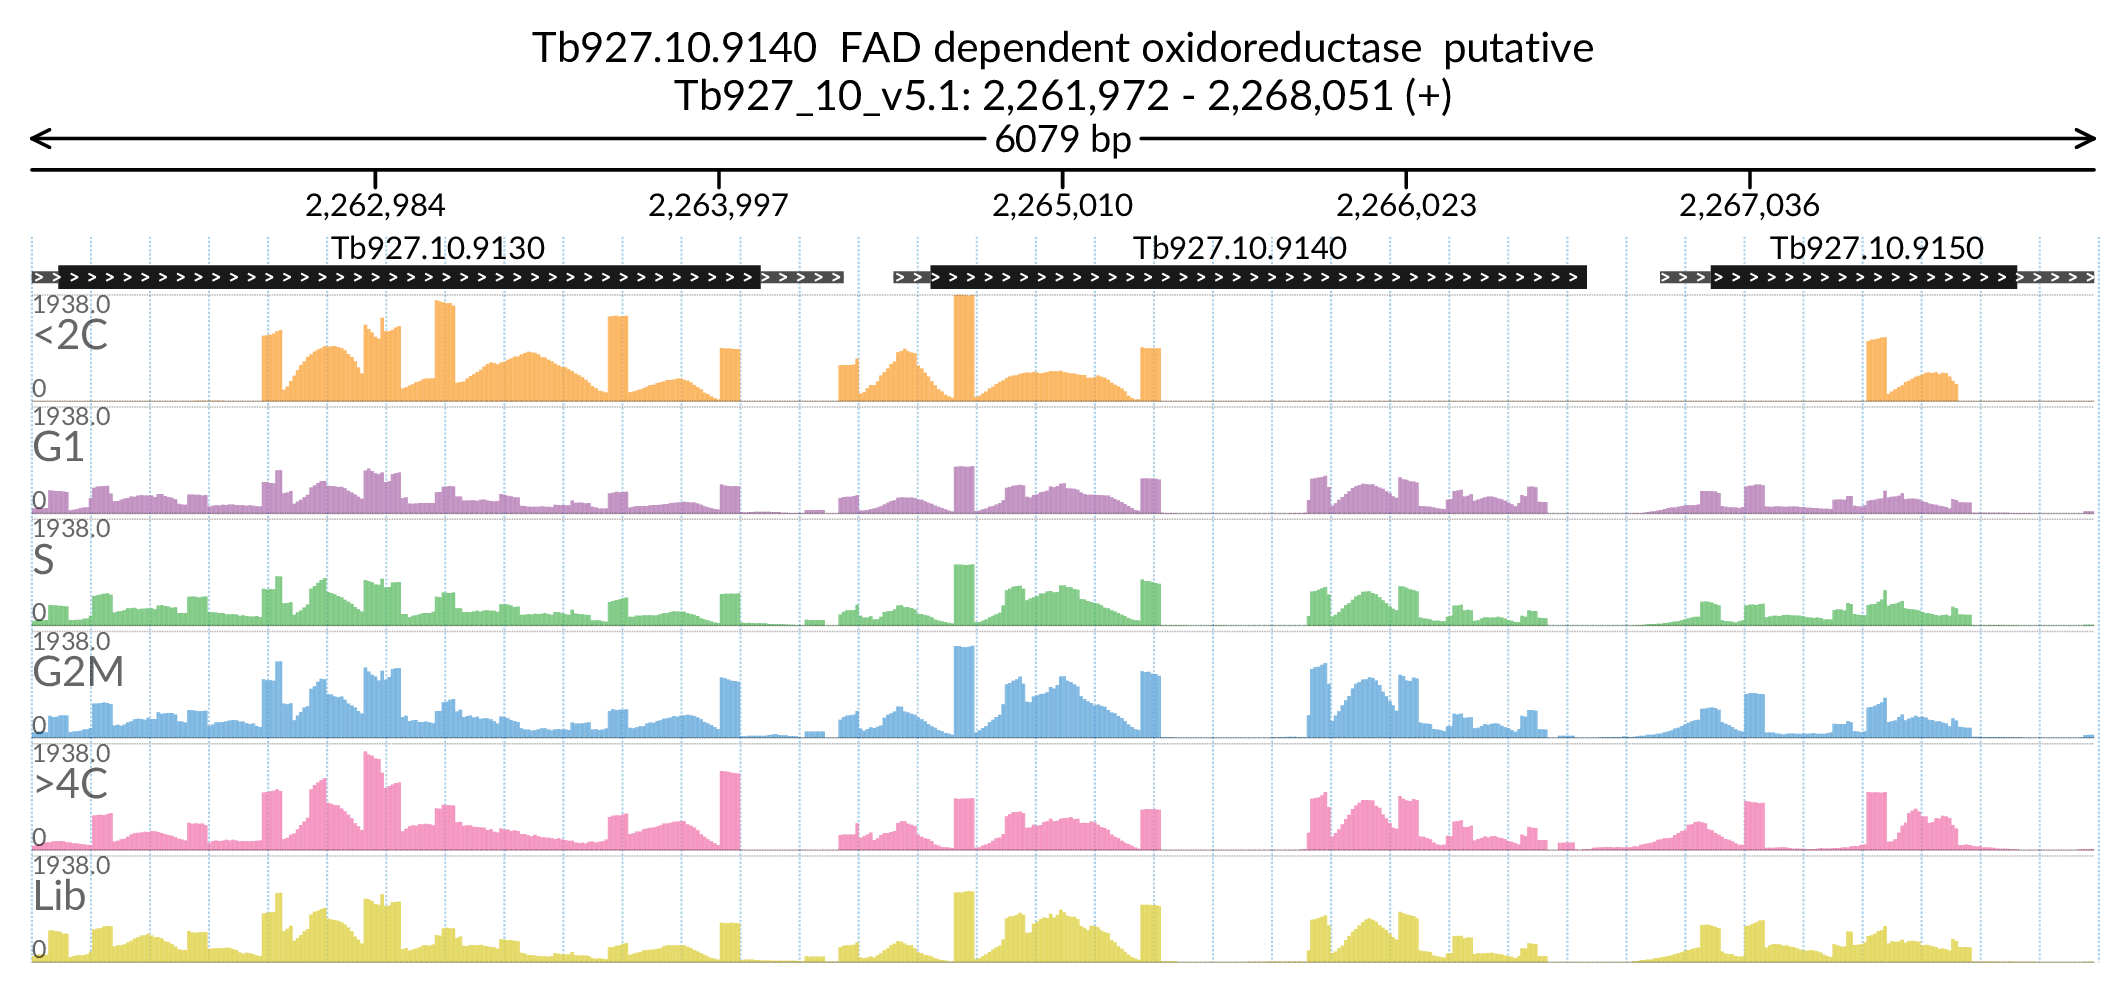 Tb927.10.9140  FAD dependent oxidoreductase  putative
Tb927_10_v5.1: 2,261,972 - 2,268,051 (+)
6079 bp
2,262,984 2,263,997 2,265,010 2,266,023 2,267,036
Tb927.10.9130 Tb927.10.9140 Tb927.10.9150
1938.0
<2C
0
1938.0
G1
0
1938.0
S
0
1938.0
G2M
0
1938.0
>4C
0
1938.0
Lib
0